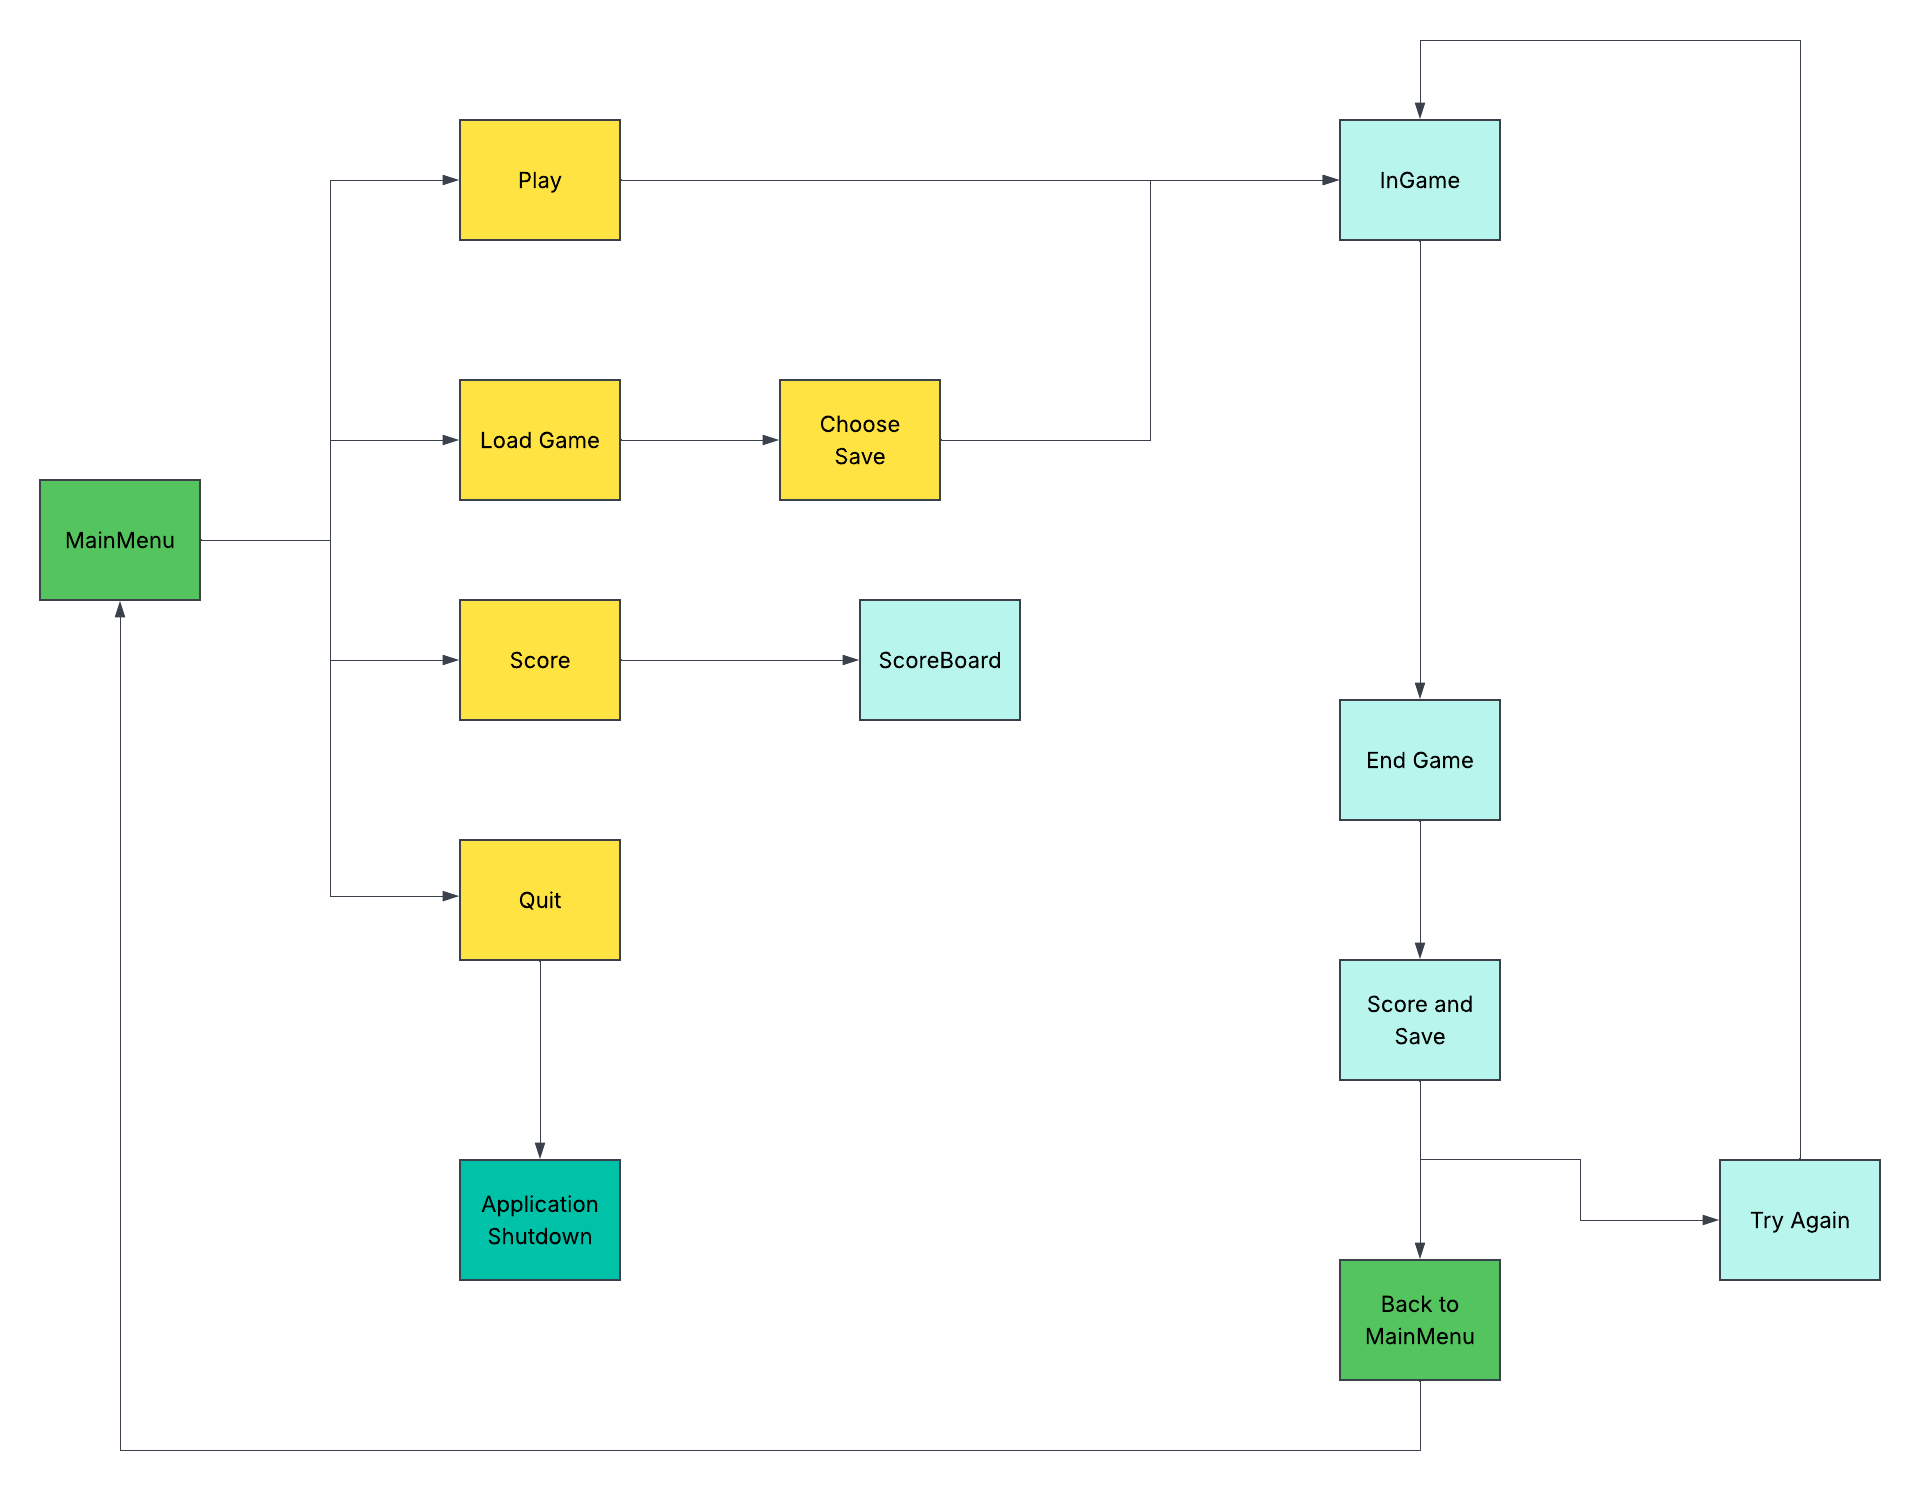 Play
InGame
Load Game
Choose
Save
MainMenu
Score
ScoreBoard
End Game
Quit
Score and
Save
Application
Shutdown
Try Again
Back to
MainMenu